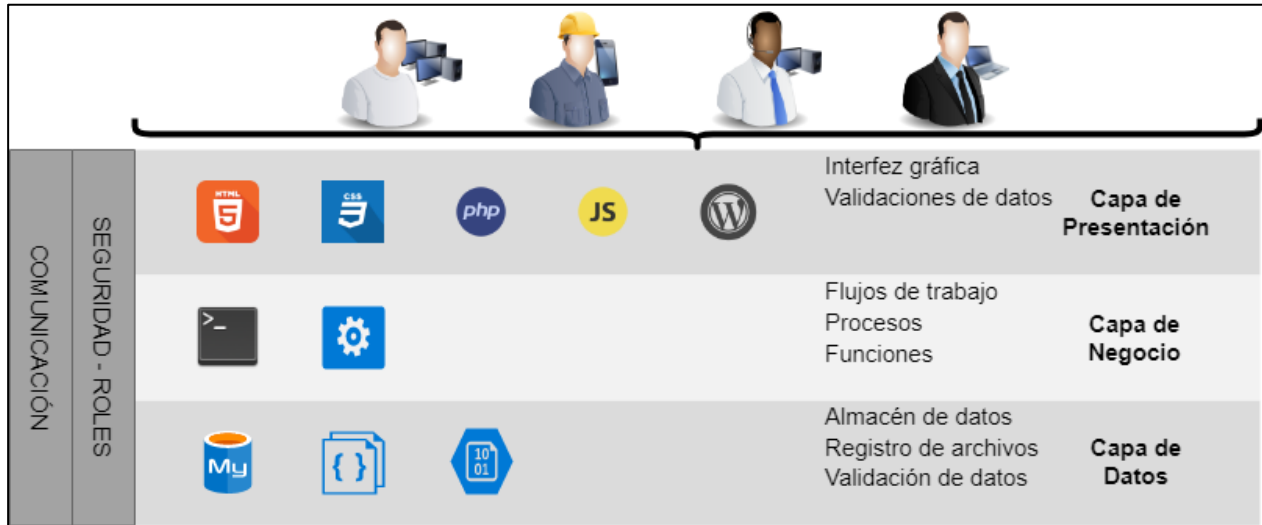 COMUNICACIÓN
SEGURIDAD - ROLES
HTML
5
CSS
3
php
JS
W
Interfez gráfica
Validaciones de datos
Capa de
Presentación
>_
Flujos de trabajo
Procesos
Funciones
Capa de
Negocio
My
{ }
10
01
Almacén de datos
Registro de archivos
Validación de datos
Capa de
Datos